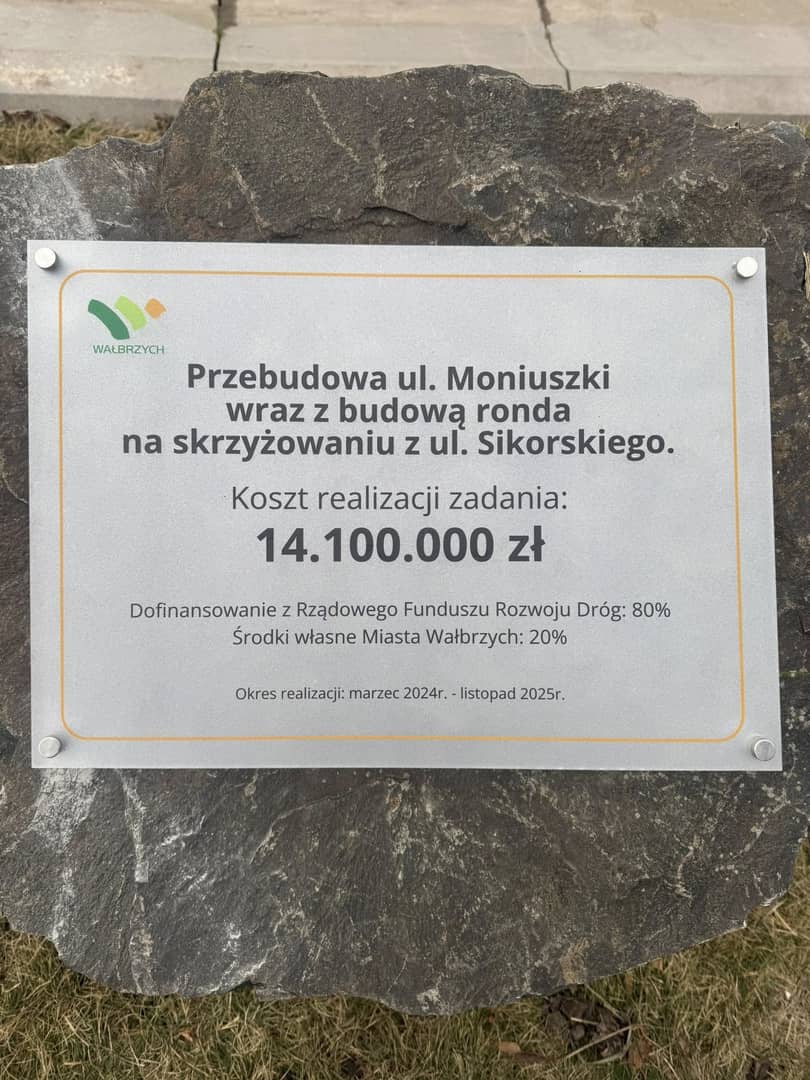 WAŁBRZYCH
Przebudowa ul. Moniuszki
wraz z budową ronda
na skrzyżowaniu z ul. Sikorskiego.
Koszt realizacji zadania:
14.100.000 zł
Dofinansowanie z Rządowego Funduszu Rozwoju Dróg: 80%
Środki własne Miasta Wałbrzych: 20%
Okres realizacji: marzec 2024r. - listopad 2025r.